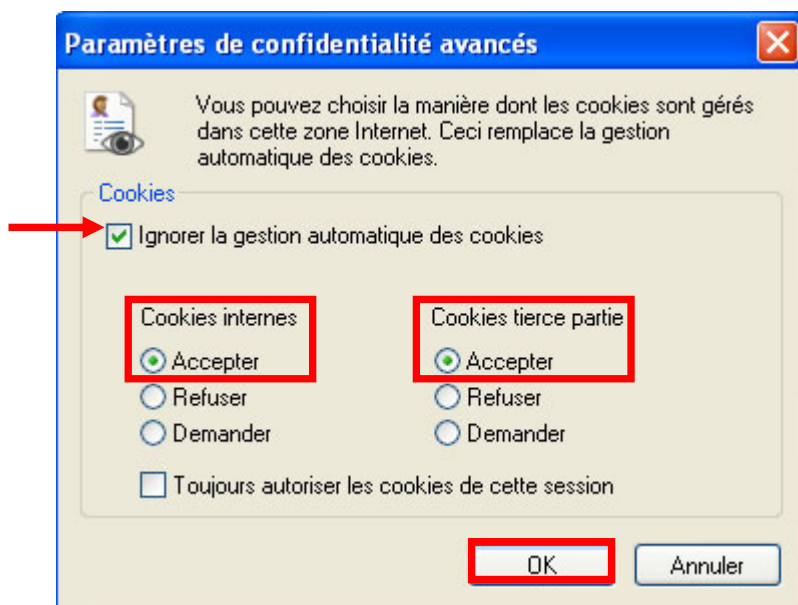 Paramètres de confidentialité avancés
Vous pouvez choisir la manière dont les cookies sont gérés
dans cette zone Internet. Ceci remplace la gestion
automatique des cookies.
Cookies
Ignorer la gestion automatique des cookies
Cookies internes
Accepter
Refuser
Demander
Cookies tierce partie
Accepter
Refuser
Demander
Toujours autoriser les cookies de cette session
OK
Annuler